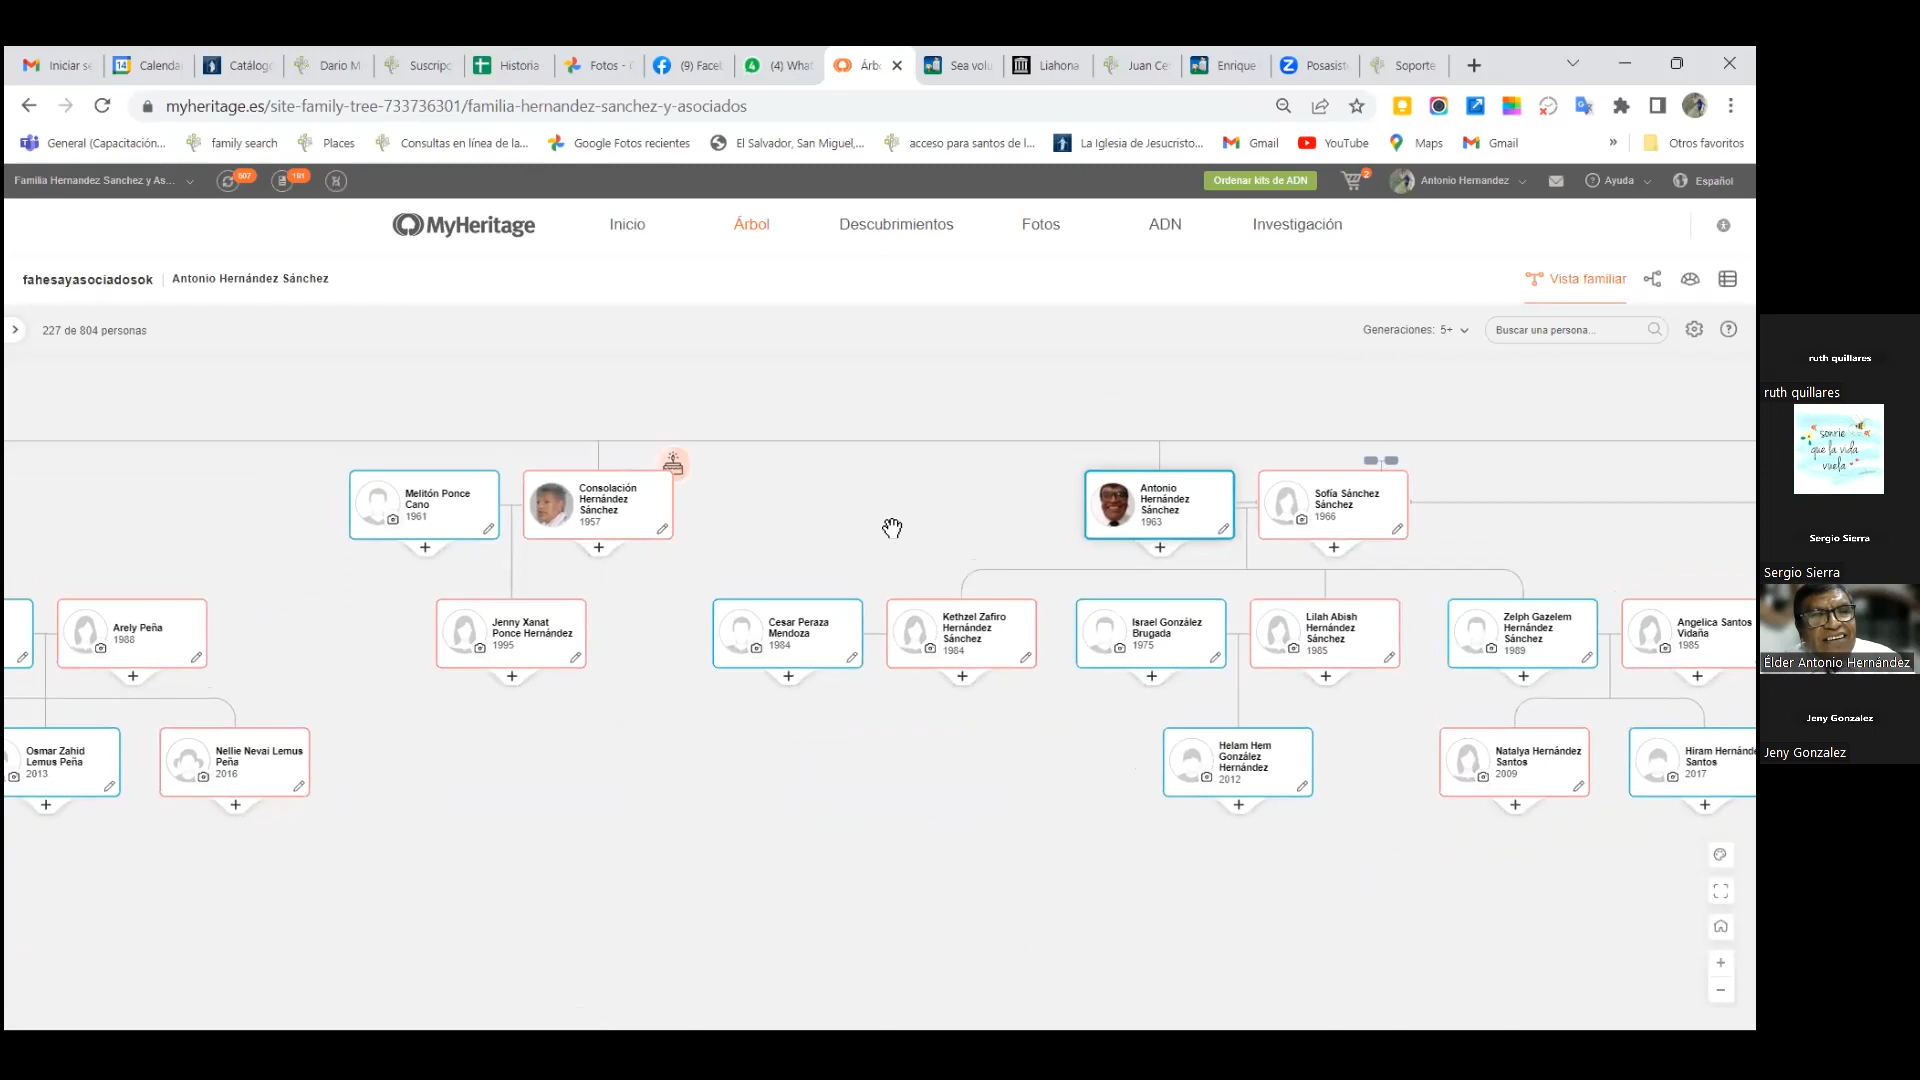 Iniciar se
Calenda
Catálogo
Dario M
Suscripc
Historia
Fotos - G
(9) Face
(4) What
Árbo
Sea volu
Liahona
Juan Ce
Enrique
Posasist
Soporte
myheritage.es/site-family-tree-733736301/familia-hernandez-sanchez-y-asociados
General (Capacitación...
family search
Places
Consultas en línea de la...
Google Fotos recientes
El Salvador, San Miguel,...
acceso para santos de l...
La Iglesia de Jesucristo...
Gmail
YouTube
Maps
Gmail
»
Otros favoritos
Familia Hernandez Sanchez y As...
507
191
Ordenar kits de ADN
2
Antonio Hernandez
Ayuda
Español
MyHeritage
Inicio
Árbol
Descubrimientos
Fotos
ADN
Investigación
fahesayasociadosok
Antonio Hernández Sánchez
Vista familiar
227 de 804 personas
Generaciones: 5+
Buscar una persona...
Melitón Ponce
Cano
1961
Consolación
Hernández
Sánchez
1957
Antonio
Hernández
Sánchez
1963
Sofía Sánchez
Sánchez
1966
Arely Peña
1988
Jenny Xanat
Ponce Hernández
1995
Cesar Peraza
Mendoza
1984
Kethzel Zafiro
Hernández
Sánchez
1984
Israel González
Brugada
1975
Lilah Abish
Hernández
Sánchez
1985
Zelph Gazelem
Hernández
Sánchez
1989
Angelica Santos
Vidaña
1985
Osmar Zahid
Lemus Peña
2013
Nellie Nevai Lemus
Peña
2016
Helam Hem
González
Hernández
2012
Natalya Hernández
Santos
2009
Hiram Hernánde
Santos
2017
ruth quillares
ruth quillares
sonríe
que la vida
vuela
Sergio Sierra
Sergio Sierra
Élder Antonio Hernández
Jeny Gonzalez
Jeny Gonzalez